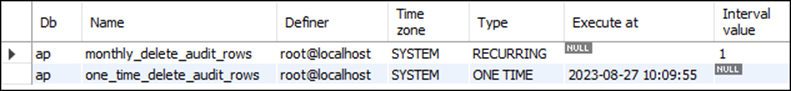 Db Name Definer Time zone Type Execute at Interval value
ap monthly_delete_audit_rows root@localhost SYSTEM RECURRING NULL 1
ap one_time_delete_audit_rows root@localhost SYSTEM ONE TIME 2023-08-27 10:09:55 NULL